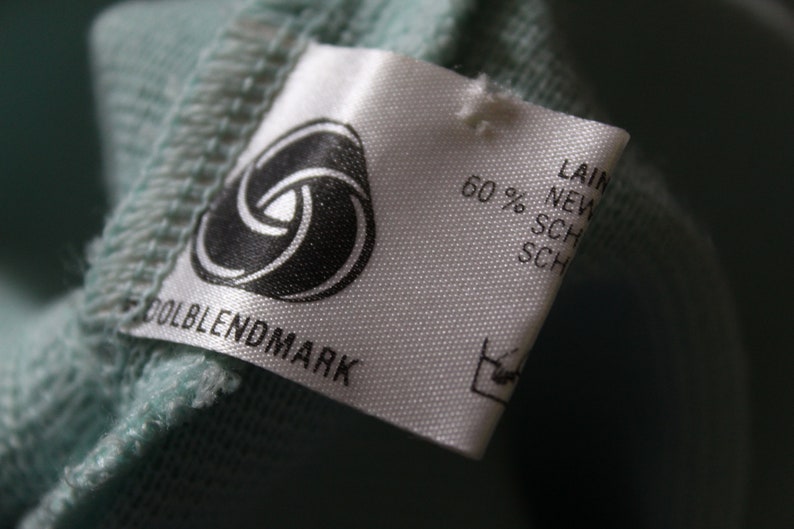 OOLBLENDMARK
LAIN
60 % NEW
SCH
SCH